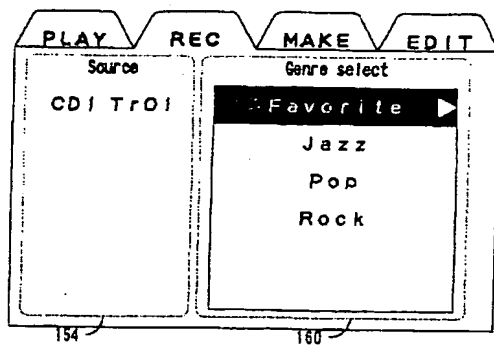 PLAY REC MAKE EDIT
Source
CD1 Tr01
Genre select
Favorite
Jazz
Pop
Rock
154 160